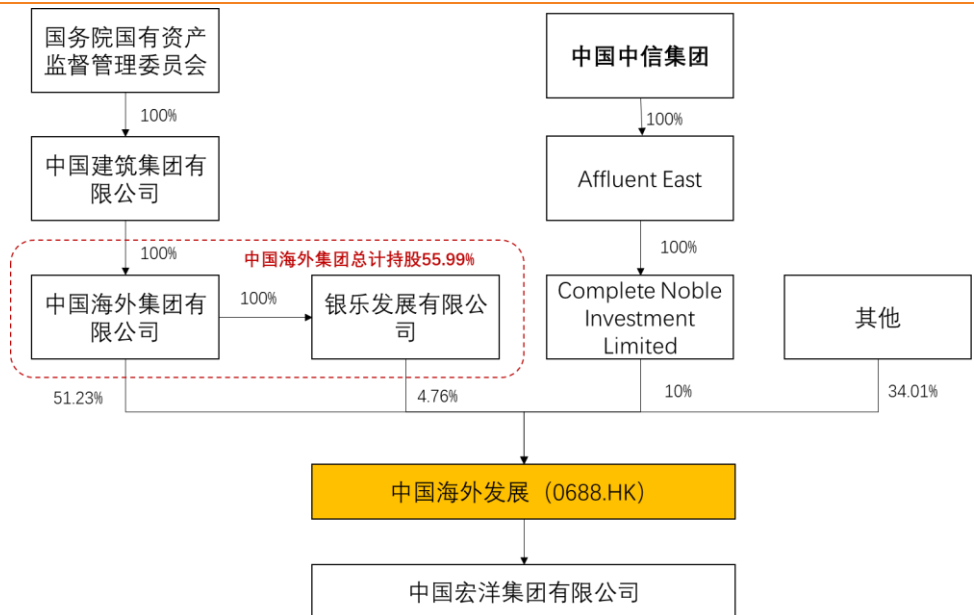 国务院国有资产
监督管理委员会
中国中信集团
100%
100%
中国建筑集团有
限公司
Affluent East
100%
中国海外集团总计持股55.99%
100%
中国海外集团有
限公司
100%
银乐发展有限公
司
Complete Noble
Investment
Limited
其他
51.23%
4.76%
10%
34.01%
中国海外发展（0688.HK）
中国宏洋集团有限公司